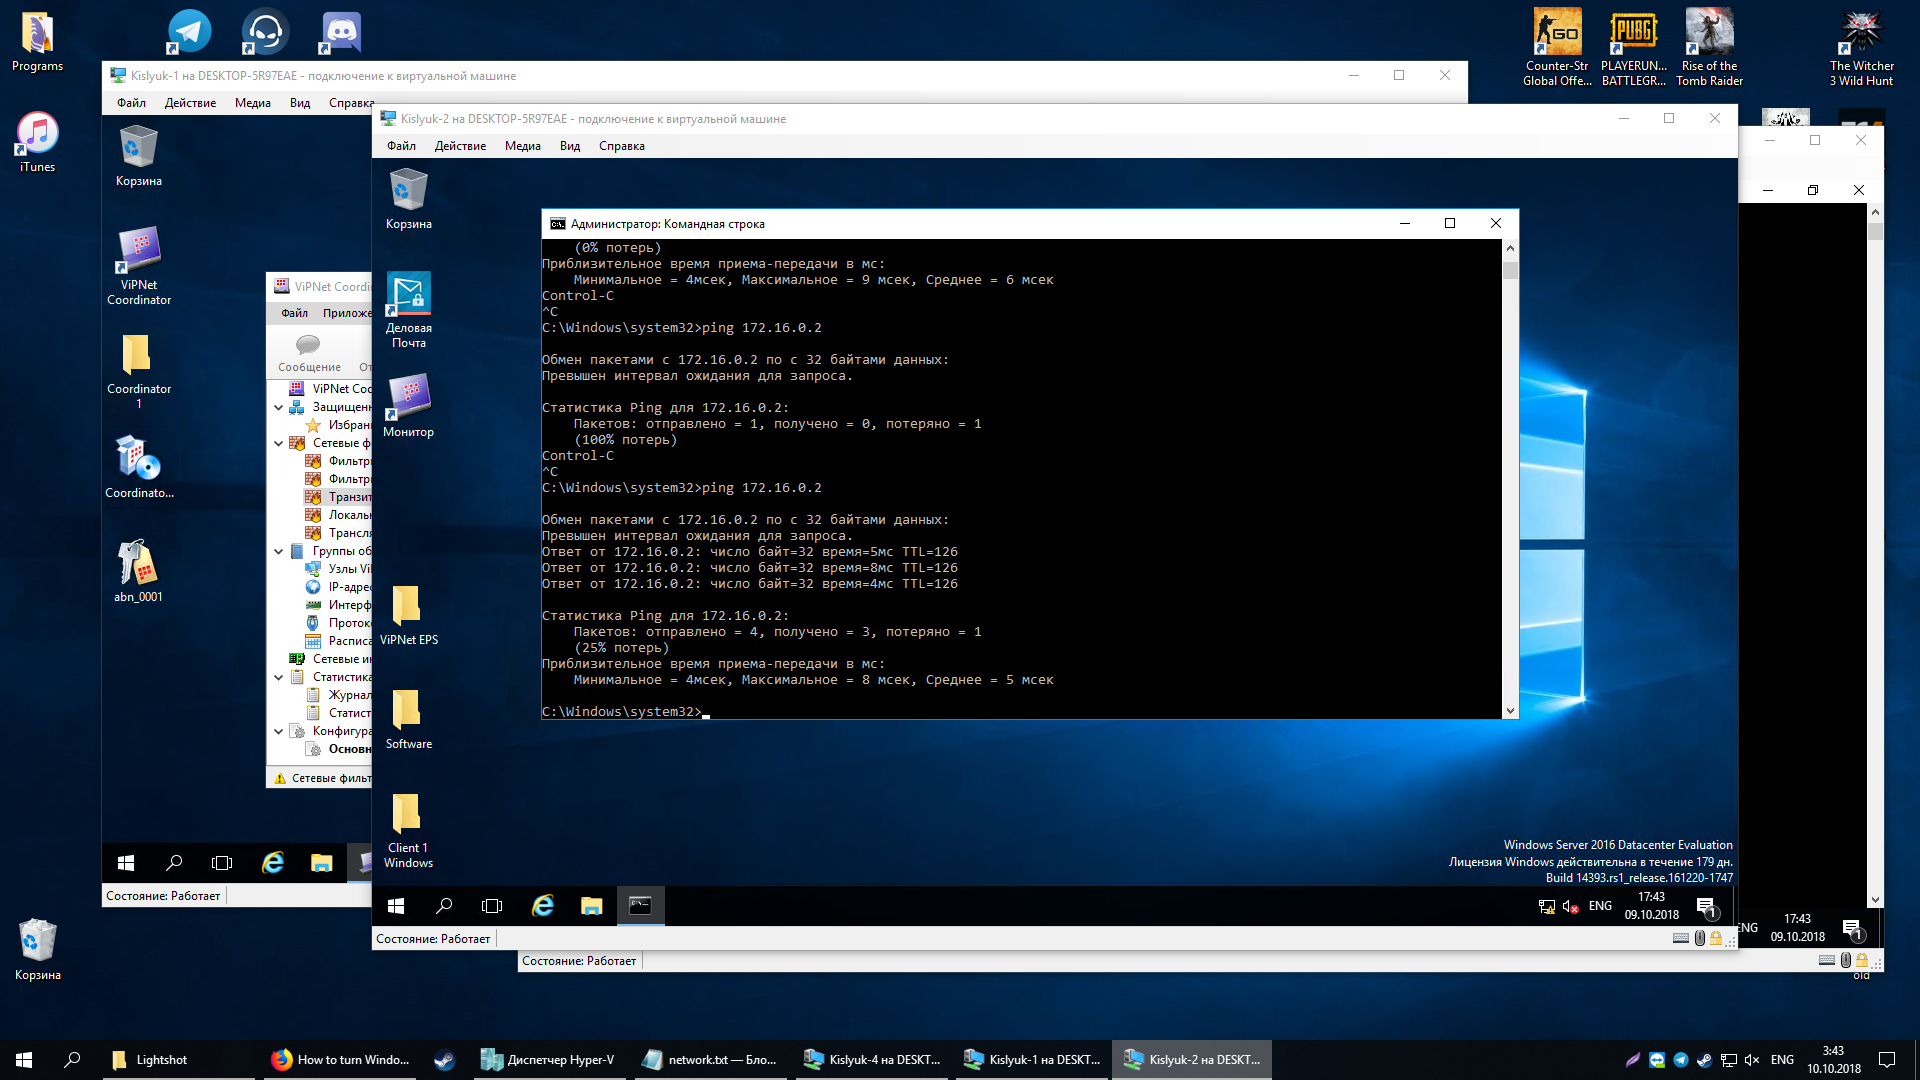 Programs
iTunes
Counter-Str
Global Offe...
PLAYERUN...
BATTLEGR...
Rise of the
Tomb Raider
The Witcher
3 Wild Hunt
Kislyuk-1 на DESKTOP-5R97EAE - подключение к виртуальной машине
Файл Действие Медиа Вид Справка
Корзина
ViPNet
Coordinator
Coordinator
1
Coordinato...
abn_0001
ViPNet Coordi
Файл Приложе
Сообщение От
ViPNet Coo
Защищенн
Избран
Сетевые ф
Фильтр
Фильтр
Транзит
Локаль
Трансля
Группы об
Узлы Vi
IP-адре
Интерф
Проток
Расписа
Сетевые ин
Статистика
Журнал
Статист
Конфигура
Основн
Сетевые фильт
Состояние: Работает
Kislyuk-2 на DESKTOP-5R97EAE - подключение к виртуальной машине
Файл Действие Медиа Вид Справка
Корзина
Деловая
Почта
Монитор
ViPNet EPS
Software
Client 1
Windows
Администратор: Командная строка
(0% потерь)
Приблизительное время приема-передачи в мс:
Минимальное = 4мсек, Максимальное = 9 мсек, Среднее = 6 мсек
Control-C
^C
C:\Windows\system32>ping 172.16.0.2
Обмен пакетами с 172.16.0.2 по с 32 байтами данных:
Превышен интервал ожидания для запроса.
Статистика Ping для 172.16.0.2:
Пакетов: отправлено = 1, получено = 0, потеряно = 1
(100% потерь)
Control-C
^C
C:\Windows\system32>ping 172.16.0.2
Обмен пакетами с 172.16.0.2 по с 32 байтами данных:
Превышен интервал ожидания для запроса.
Ответ от 172.16.0.2: число байт=32 время=5мс TTL=126
Ответ от 172.16.0.2: число байт=32 время=8мс TTL=126
Ответ от 172.16.0.2: число байт=32 время=4мс TTL=126
Статистика Ping для 172.16.0.2:
Пакетов: отправлено = 4, получено = 3, потеряно = 1
(25% потерь)
Приблизительное время приема-передачи в мс:
Минимальное = 4мсек, Максимальное = 8 мсек, Среднее = 5 мсек
C:\Windows\system32>
Windows Server 2016 Datacenter Evaluation
Лицензия Windows действительна в течение 179 дн.
Build 14393.rs1_release.161220-1747
ENG
17:43
09.10.2018
1
Состояние: Работает
ENG
17:43
09.10.2018
1
Состояние: Работает
old
Корзина
Lightshot
How to turn Windo...
Диспетчер Hyper-V
network.txt — Бло...
Kislyuk-4 на DESKT...
Kislyuk-1 на DESKT...
Kislyuk-2 на DESKT...
ENG
3:43
10.10.2018